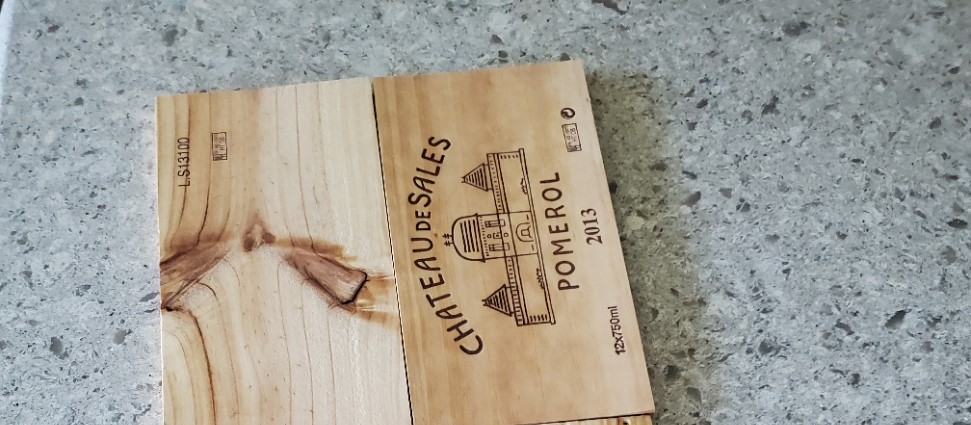 L.S13100
CHATEAU DE SALES
POMEROL
2013
12x750ml